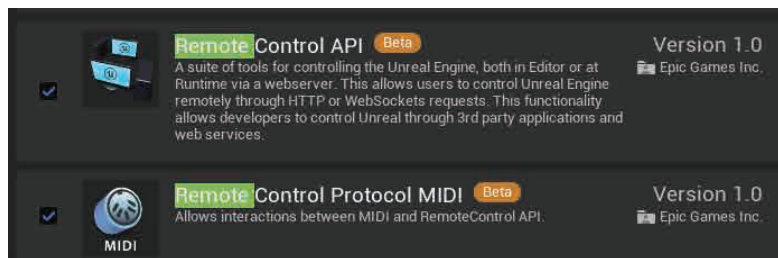 Remote Control API Beta
Version 1.0
A suite of tools for controlling the Unreal Engine, both in Editor or at
Epic Games Inc.
Runtime via a webserver. This allows users to control Unreal Engine
remotely through HTTP or WebSockets requests. This functionality
allows developers to control Unreal through 3rd party applications and
web services.
Remote Control Protocol MIDI Beta
Version 1.0
Allows interactions between MIDI and RemoteControl API.
Epic Games Inc.
MIDI